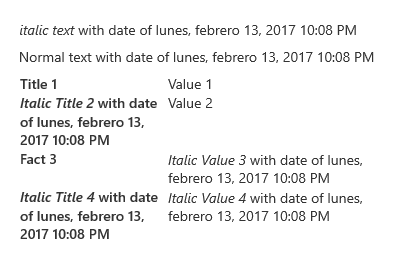 italic text with date of lunes, febrero 13, 2017 10:08 PM
Normal text with date of lunes, febrero 13, 2017 10:08 PM
Title 1 Value 1
Italic Title 2 with date Value 2
of lunes, febrero 13,
2017 10:08 PM
Fact 3 Italic Value 3 with date of lunes,
febrero 13, 2017 10:08 PM
Italic Title 4 with date Italic Value 4 with date of lunes,
of lunes, febrero 13, febrero 13, 2017 10:08 PM
2017 10:08 PM